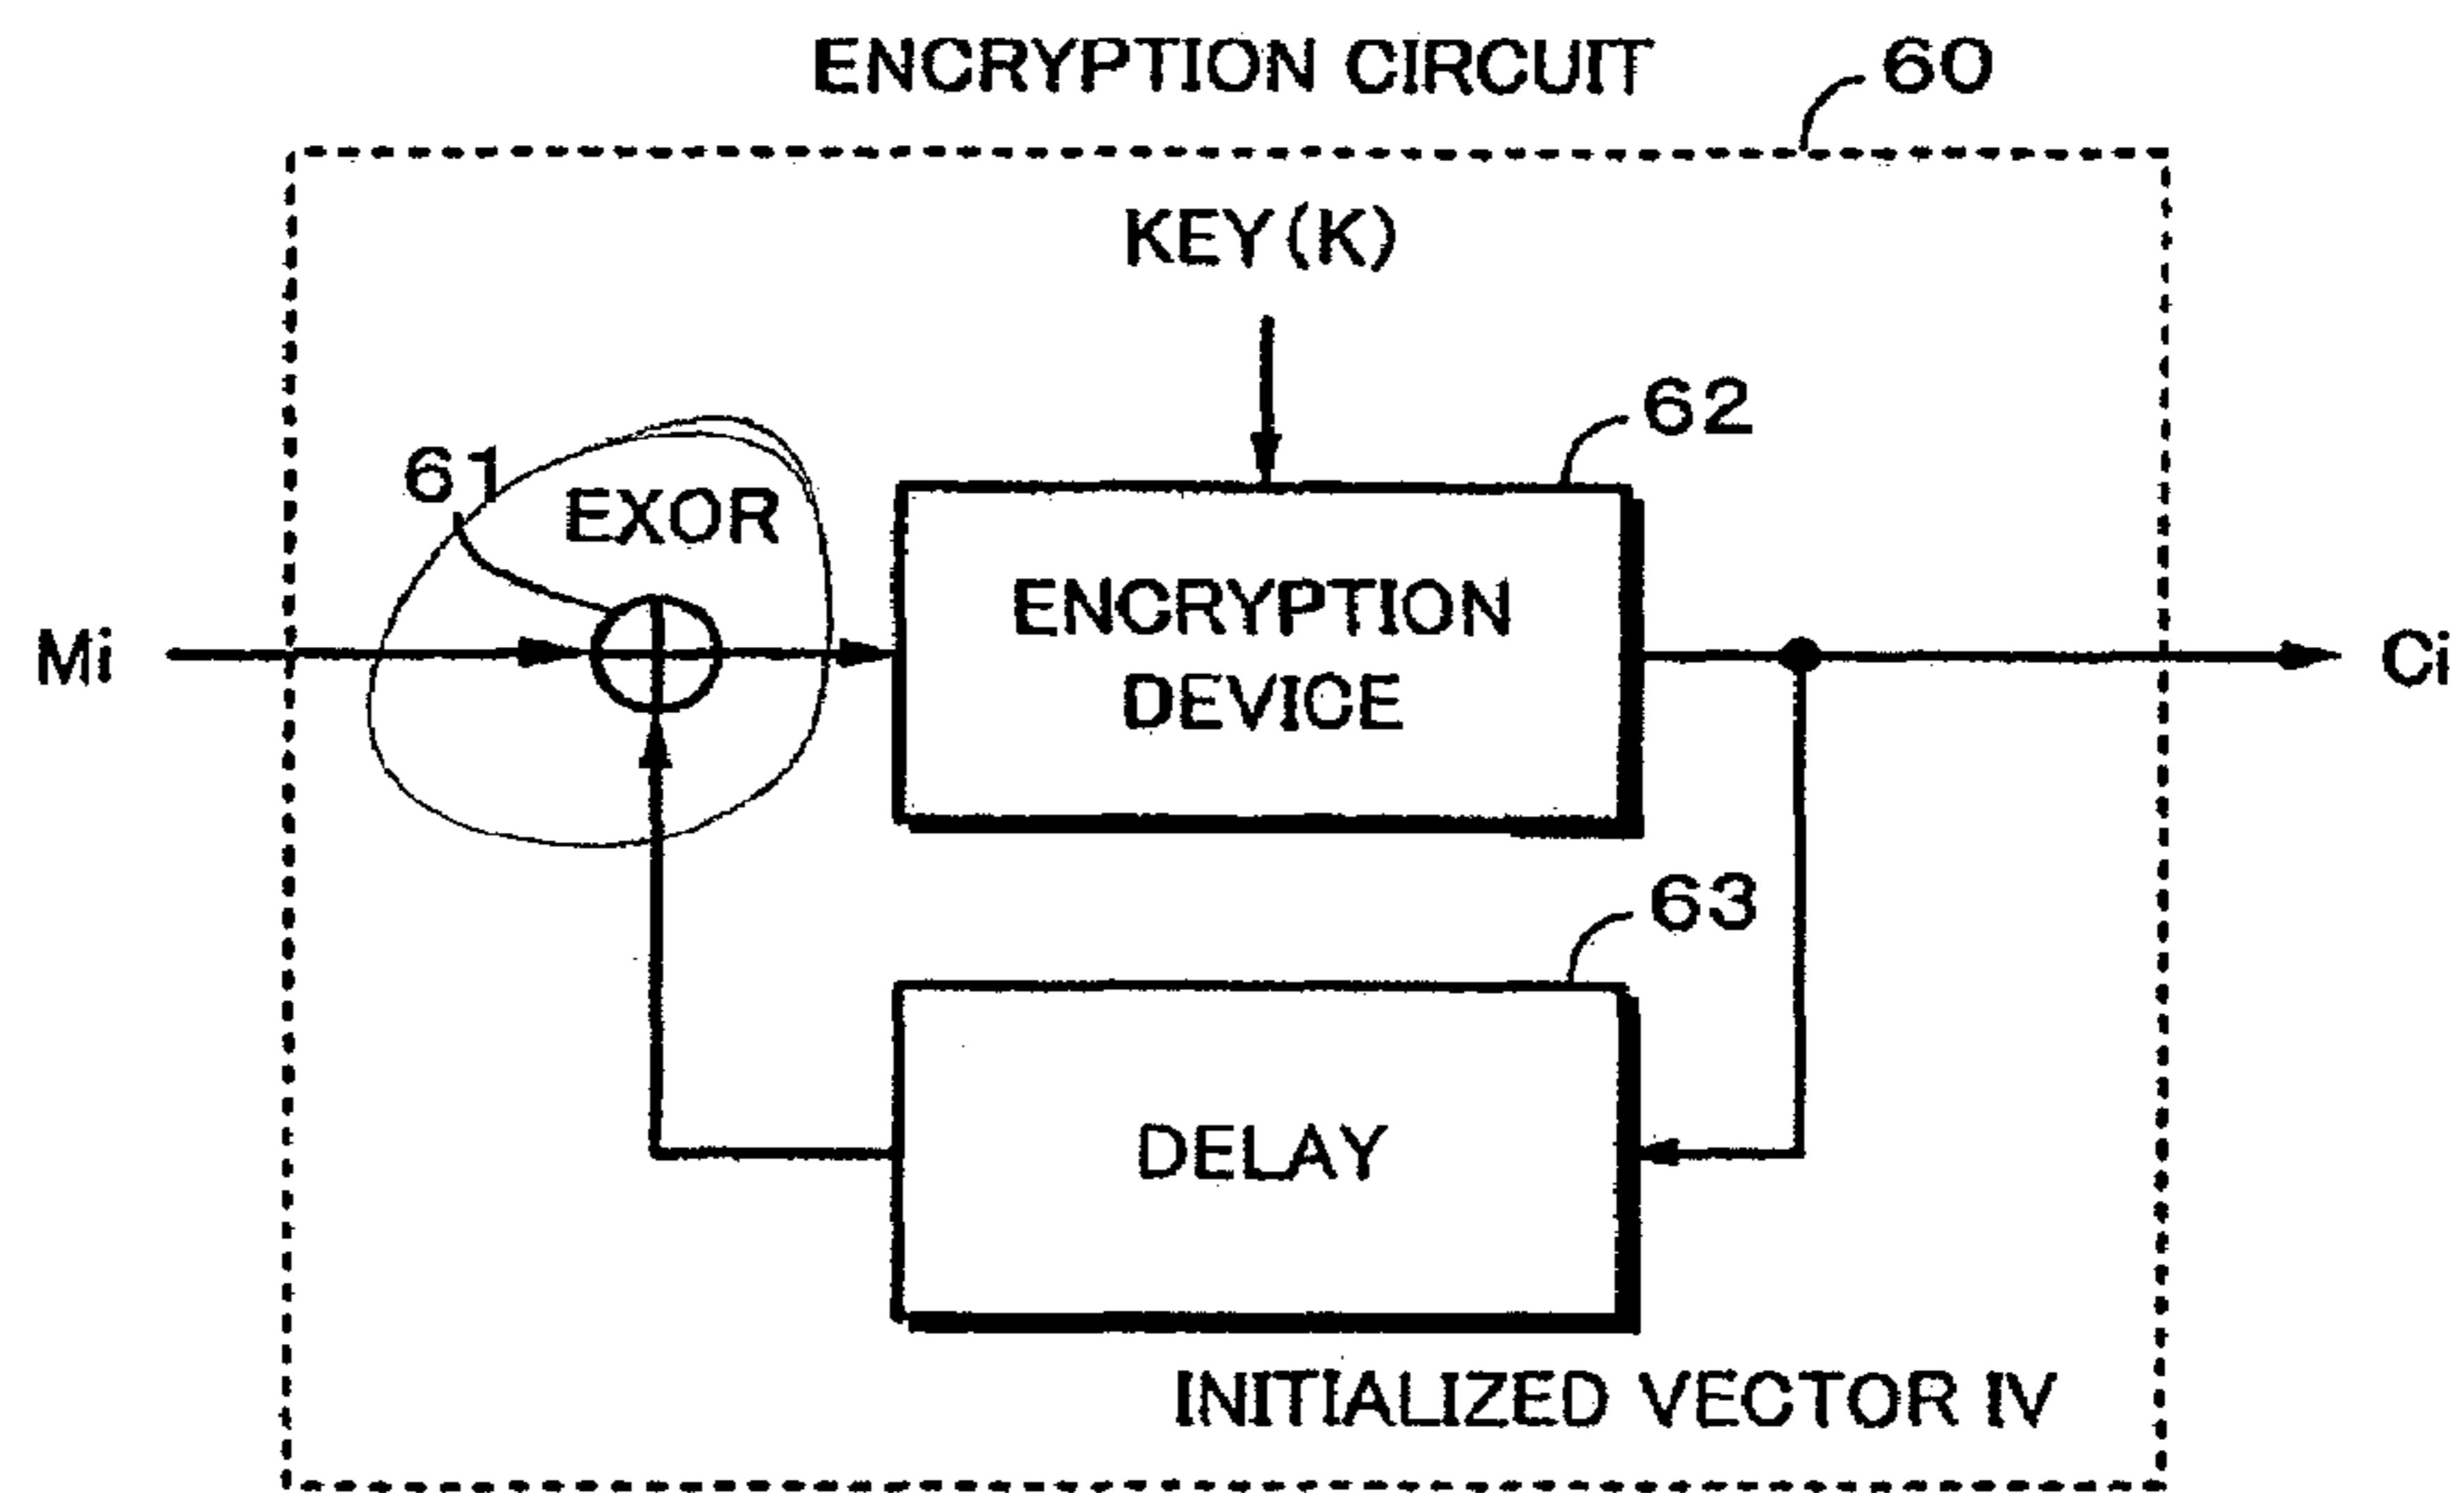 ENCRYPTION CIRCUIT
60
KEY(K)
62
61
EXOR
ENCRYPTION
DEVICE
Mi
Ci
63
DELAY
INITIALIZED VECTOR IV